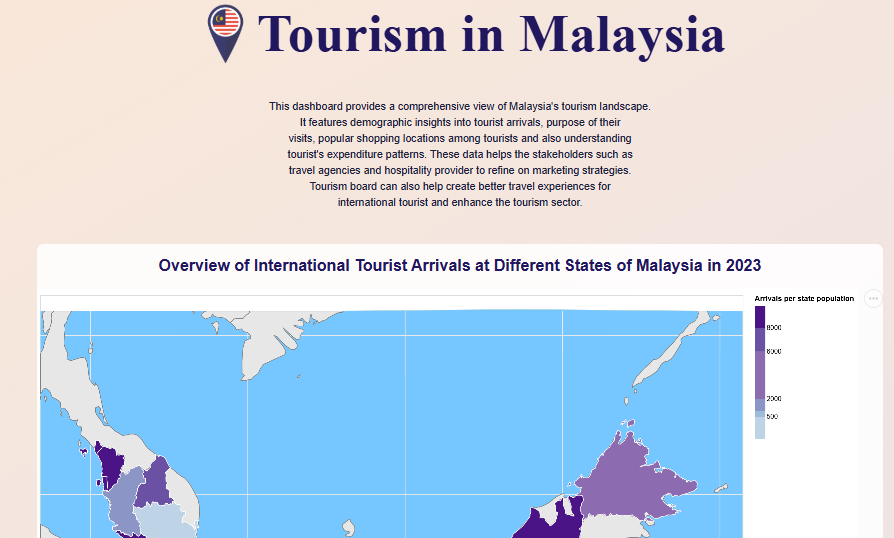 Tourism in Malaysia
This dashboard provides a comprehensive view of Malaysia's tourism landscape.
It features demographic insights into tourist arrivals, purpose of their
visits, popular shopping locations among tourists and also understanding
tourist's expenditure patterns. These data helps the stakeholders such as
travel agencies and hospitality provider to refine on marketing strategies.
Tourism board can also help create better travel experiences for
international tourist and enhance the tourism sector.
Overview of International Tourist Arrivals at Different States of Malaysia in 2023
Arrivals per state population
8000
6000
2000
500